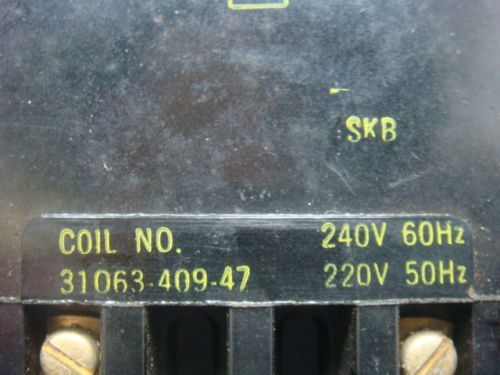 SKB
COIL NO. 240V 60Hz
31063-409-47 220V 50Hz